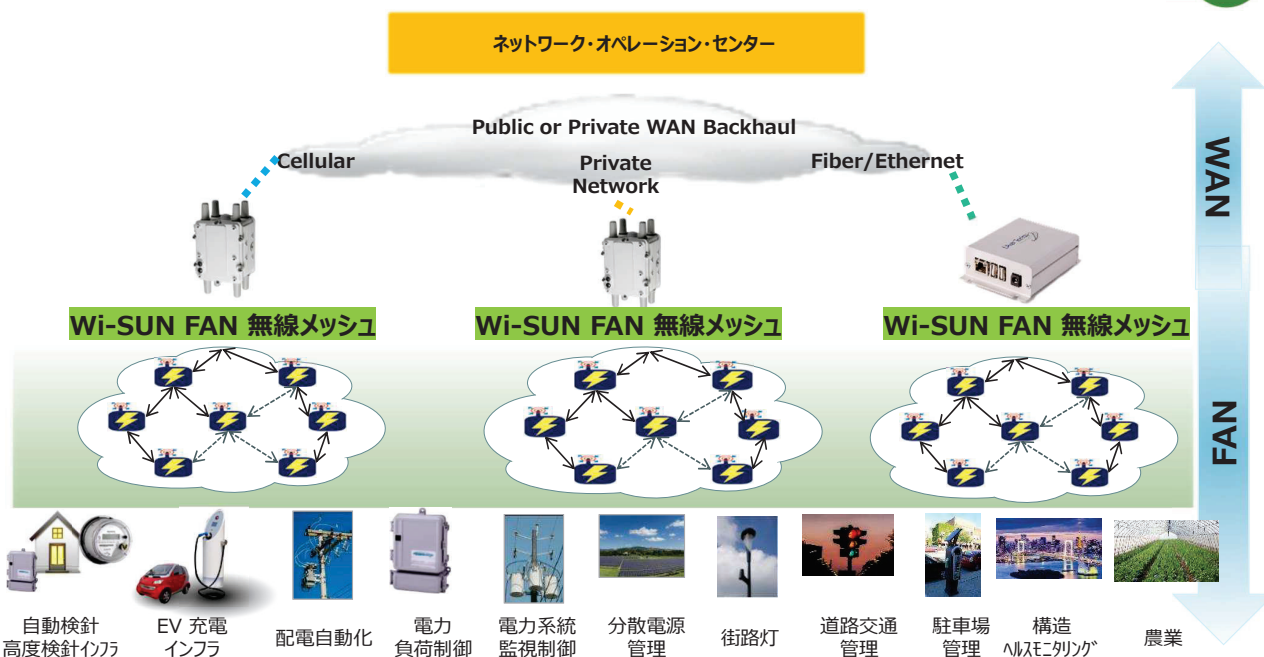 ネットワーク・オペレーション・センター
Public or Private WAN Backhaul
Cellular
Private
Network
Fiber/Ethernet
WAN
Wi-SUN FAN 無線メッシュ
Wi-SUN FAN 無線メッシュ
Wi-SUN FAN 無線メッシュ
FAN
自動検針
高度検針インフラ
EV 充電
インフラ
配電自動化
電力
負荷制御
電力系統
監視制御
分散電源
管理
街路灯
道路交通
管理
駐車場
管理
構造
ヘルスモニタリング
農業